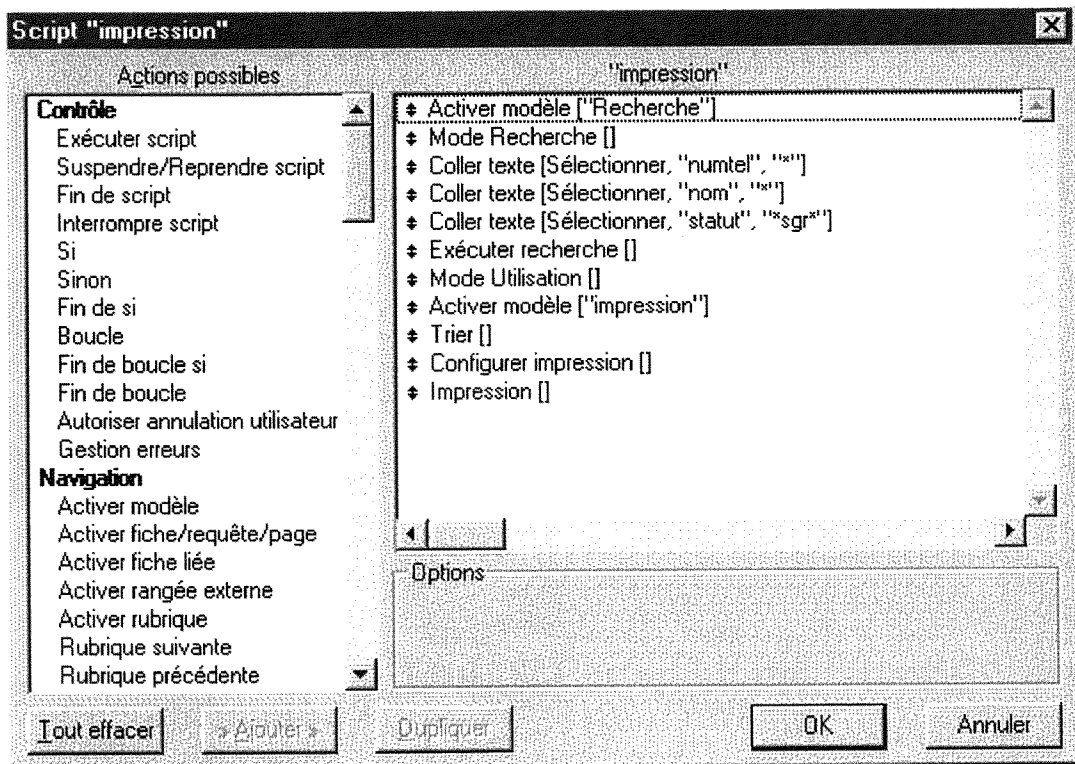 Script "impression"
Actions possibles
Contrôle
Exécuter script
Suspendre/Reprendre script
Fin de script
Interrompre script
Si
Sinon
Fin de si
Boucle
Fin de boucle si
Fin de boucle
Autoriser annulation utilisateur
Gestion erreurs
Navigation
Activer modèle
Activer fiche/requête/page
Activer fiche liée
Activer rangée externe
Activer rubrique
Rubrique suivante
Rubrique précédente
"impression"
Activer modèle ["Recherche"]
Mode Recherche []
Coller texte [Sélectionner, "numtel", "*"]
Coller texte [Sélectionner, "nom", "*"]
Coller texte [Sélectionner, "statut", "*sgr*"]
Exécuter recherche []
Mode Utilisation []
Activer modèle ["impression"]
Trier []
Configurer impression []
Impression []
Options
Tout effacer
» Ajouter »
Dupliquer
OK
Annuler